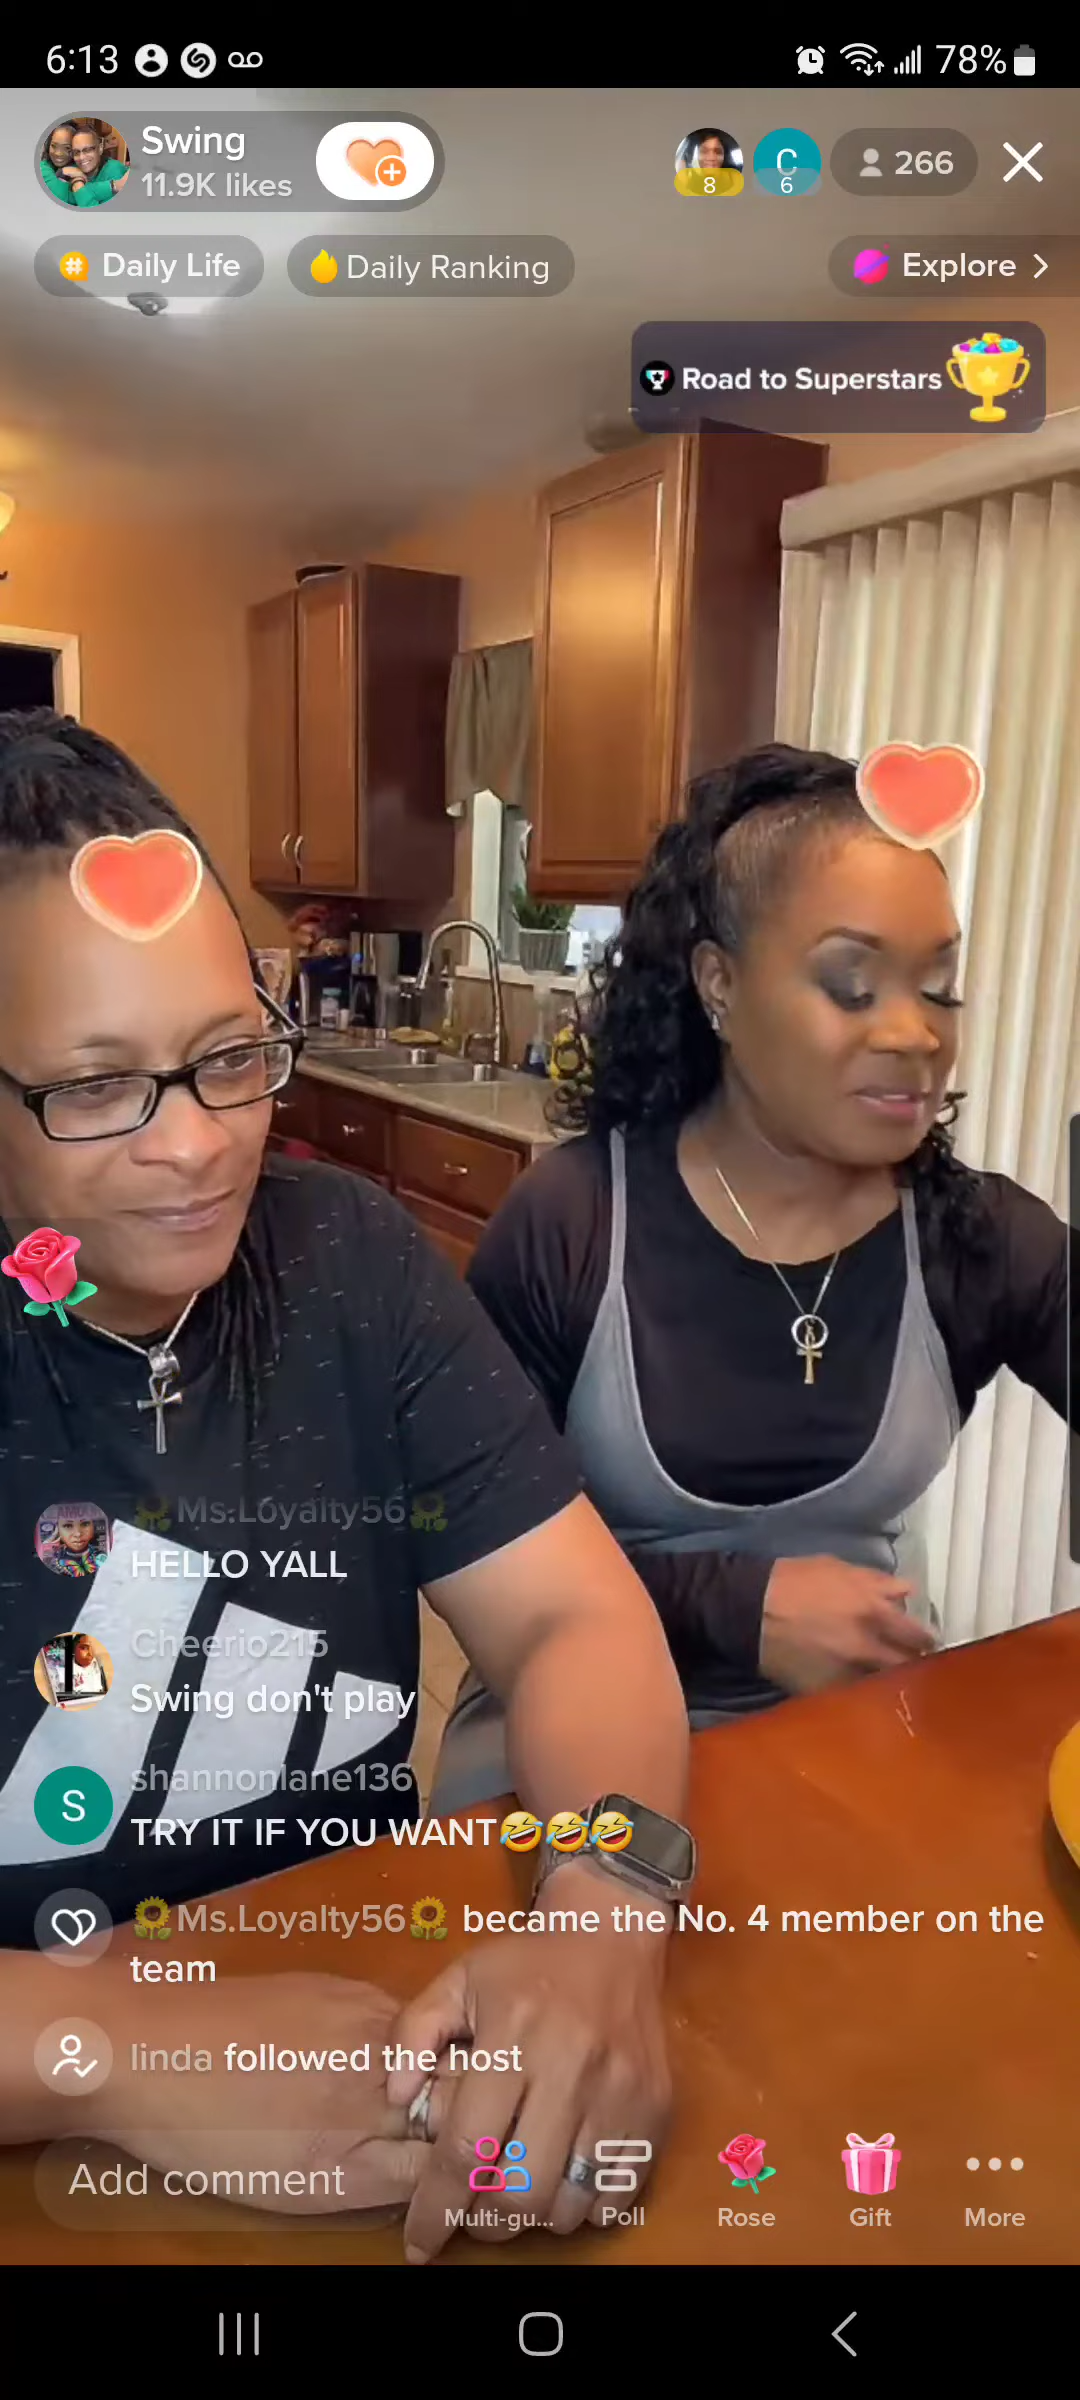 6:13
78%
Swing
11.9K likes
8
C
6
266
Daily Life
Daily Ranking
Explore
Road to Superstars
🌻Ms.Loyalty56🌻
HELLO YALL
Cheerio215
Swing don't play
S
shannonlane136
TRY IT IF YOU WANT🤣🤣🤣
🌻Ms.Loyalty56🌻 became the No. 4 member on the
team
linda followed the host
Add comment
Multi-gu...
Poll
Rose
Gift
More